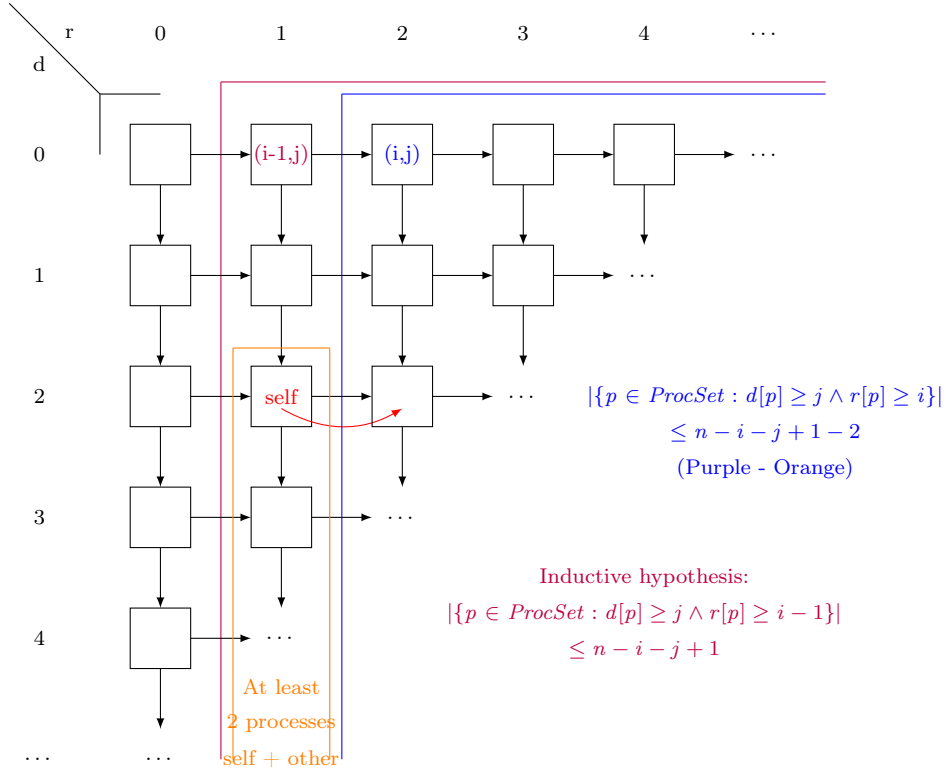 r 0 1 2 3 4 ⋯
d
0 (i-1,j) (i,j) ⋯
1 ⋯
2 self ⋯
|{p ∈ ProcSet : d[p] ≥ j ∧ r[p] ≥ i}|
≤ n − i − j + 1 − 2
(Purple - Orange)
3 ⋯
Inductive hypothesis:
|{p ∈ ProcSet : d[p] ≥ j ∧ r[p] ≥ i − 1}|
≤ n − i − j + 1
4 ⋯
At least
2 processes
self + other
⋯ ⋯